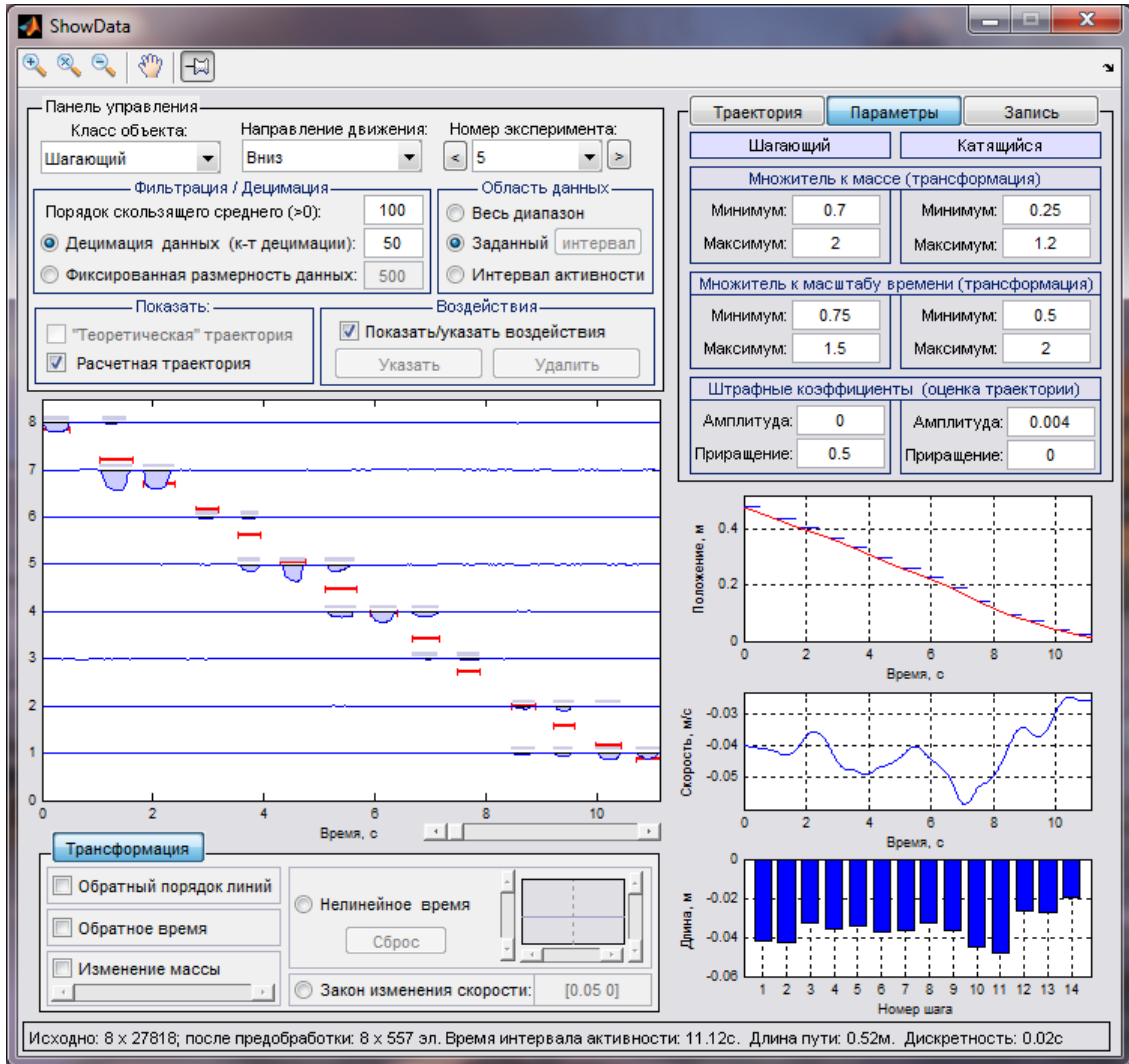 ShowData
Панель управления
Класс объекта: Направление движения: Номер эксперимента:
Шагающий Вниз < 5 >
Фильтрация / Децимация
Порядок скользящего среднего (>0): 100
Децимация данных (к-т децимации): 50
Фиксированная размерность данных: 500
Область данных
Весь диапазон
Заданный интервал
Интервал активности
Показать:
"Теоретическая" траектория
Расчетная траектория
Воздействия
Показать/указать воздействия
Указать Удалить
Траектория Параметры Запись
Шагающий Катящийся
Множитель к массе (трансформация)
Минимум: 0.7 Минимум: 0.25
Максимум: 2 Максимум: 1.2
Множитель к масштабу времени (трансформация)
Минимум: 0.75 Минимум: 0.5
Максимум: 1.5 Максимум: 2
Штрафные коэффициенты (оценка траектории)
Амплитуда: 0 Амплитуда: 0.004
Приращение: 0.5 Приращение: 0
8
7
6
5
4
3
2
1
0
0 2 4 6 8 10
Время, с
Положение, м
0.4
0.2
0
0 2 4 6 8 10
Время, с
Скорость, м/с
-0.03
-0.04
-0.05
0 2 4 6 8 10
Время, с
Длина, м
0
-0.02
-0.04
-0.06
1 2 3 4 5 6 7 8 9 10 11 12 13 14
Номер шага
Трансформация
Обратный порядок линий
Обратное время
Изменение массы
Нелинейное время
Сброс
Закон изменения скорости: [0.05 0]
Исходно: 8 x 27818; после предобработки: 8 x 557 эл. Время интервала активности: 11.12с. Длина пути: 0.52м. Дискретность: 0.02с